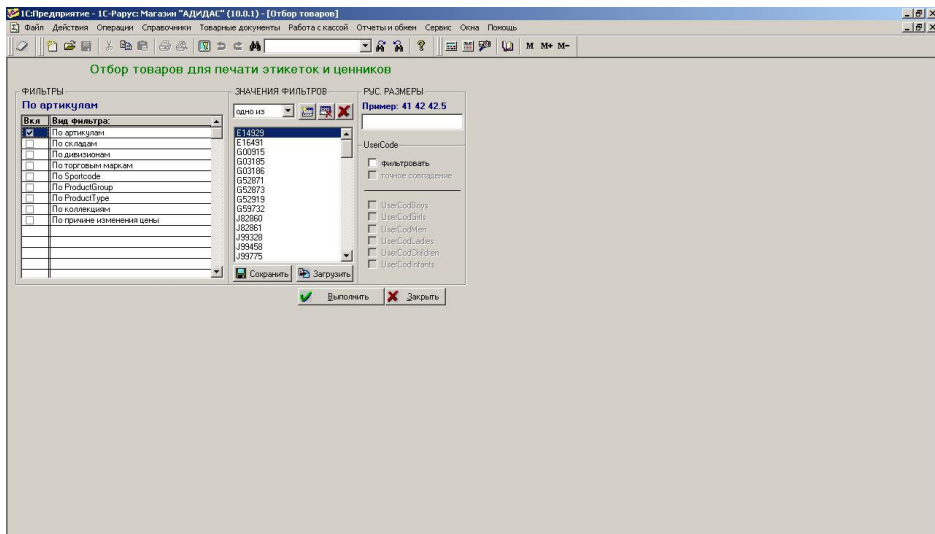 1С:Предприятие - 1С-Рарус: Магазин "АДИДАС" (10.0.1) - [Отбор товаров]
Файл Действия Операции Справочники Товарные документы Работа с кассой Отчеты и обмен Сервис Окна Помощь
M M+ M-
Отбор товаров для печати этикеток и ценников
ФИЛЬТРЫ
По артикулам
Вкл Вид фильтра:
По артикулам
По складам
По дивизионам
По торговым маркам
По Sportcode
По ProductGroup
По ProductType
По коллекциям
По причине изменения цены
ЗНАЧЕНИЯ ФИЛЬТРОВ
одно из
E14929
E16491
G00915
G03185
G03186
G52871
G52873
G52919
G59732
J82860
J82861
J99328
J99458
J99775
Сохранить Загрузить
РУС. РАЗМЕРЫ
Пример: 41 42 42.5
UserCode
Фильтровать
точное совпадение
UserCodBoys
UserCodGirls
UserCodMen
UserCodLadies
UserCodChildren
UserCodInfants
Выполнить Закрыть